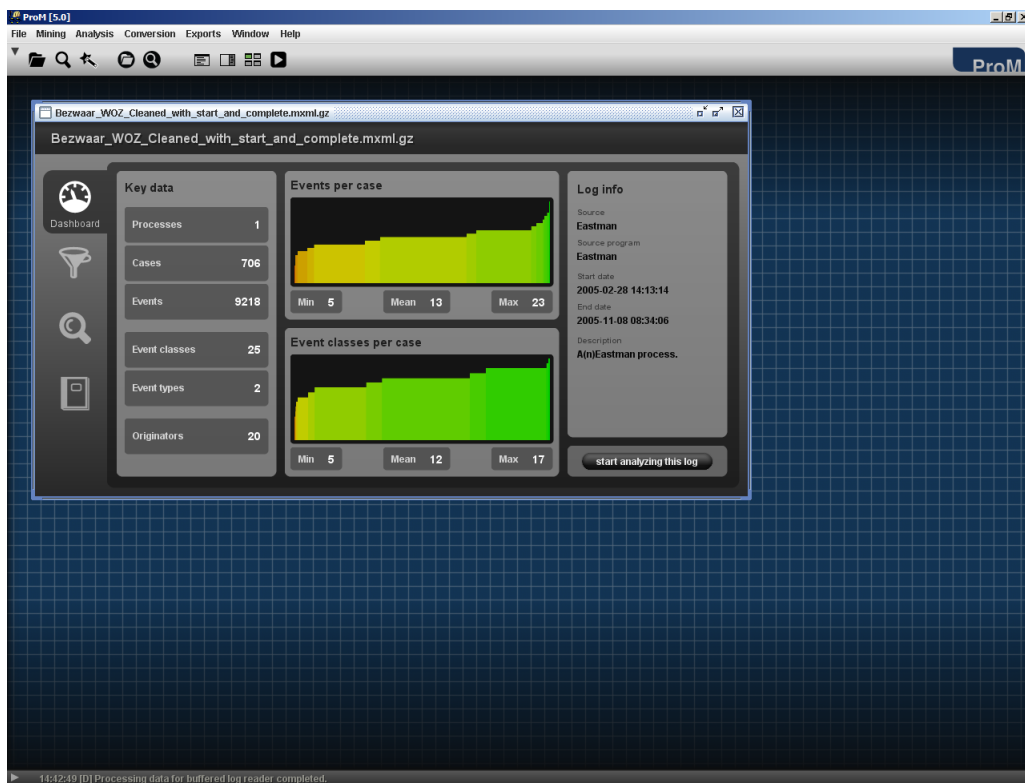 ProM [5.0]
File Mining Analysis Conversion Exports Window Help
ProM
Bezwaar_WOZ_Cleaned_with_start_and_complete.mxml.gz
Bezwaar_WOZ_Cleaned_with_start_and_complete.mxml.gz
Dashboard
Key data
Processes 1
Cases 706
Events 9218
Event classes 25
Event types 2
Originators 20
Events per case
Min 5 Mean 13 Max 23
Event classes per case
Min 5 Mean 12 Max 17
Log info
Source
Eastman
Source program
Eastman
Start date
2005-02-28 14:13:14
End date
2005-11-08 08:34:06
Description
A(n)Eastman process.
start analyzing this log
14:42:49 [D] Processing data for buffered log reader completed.